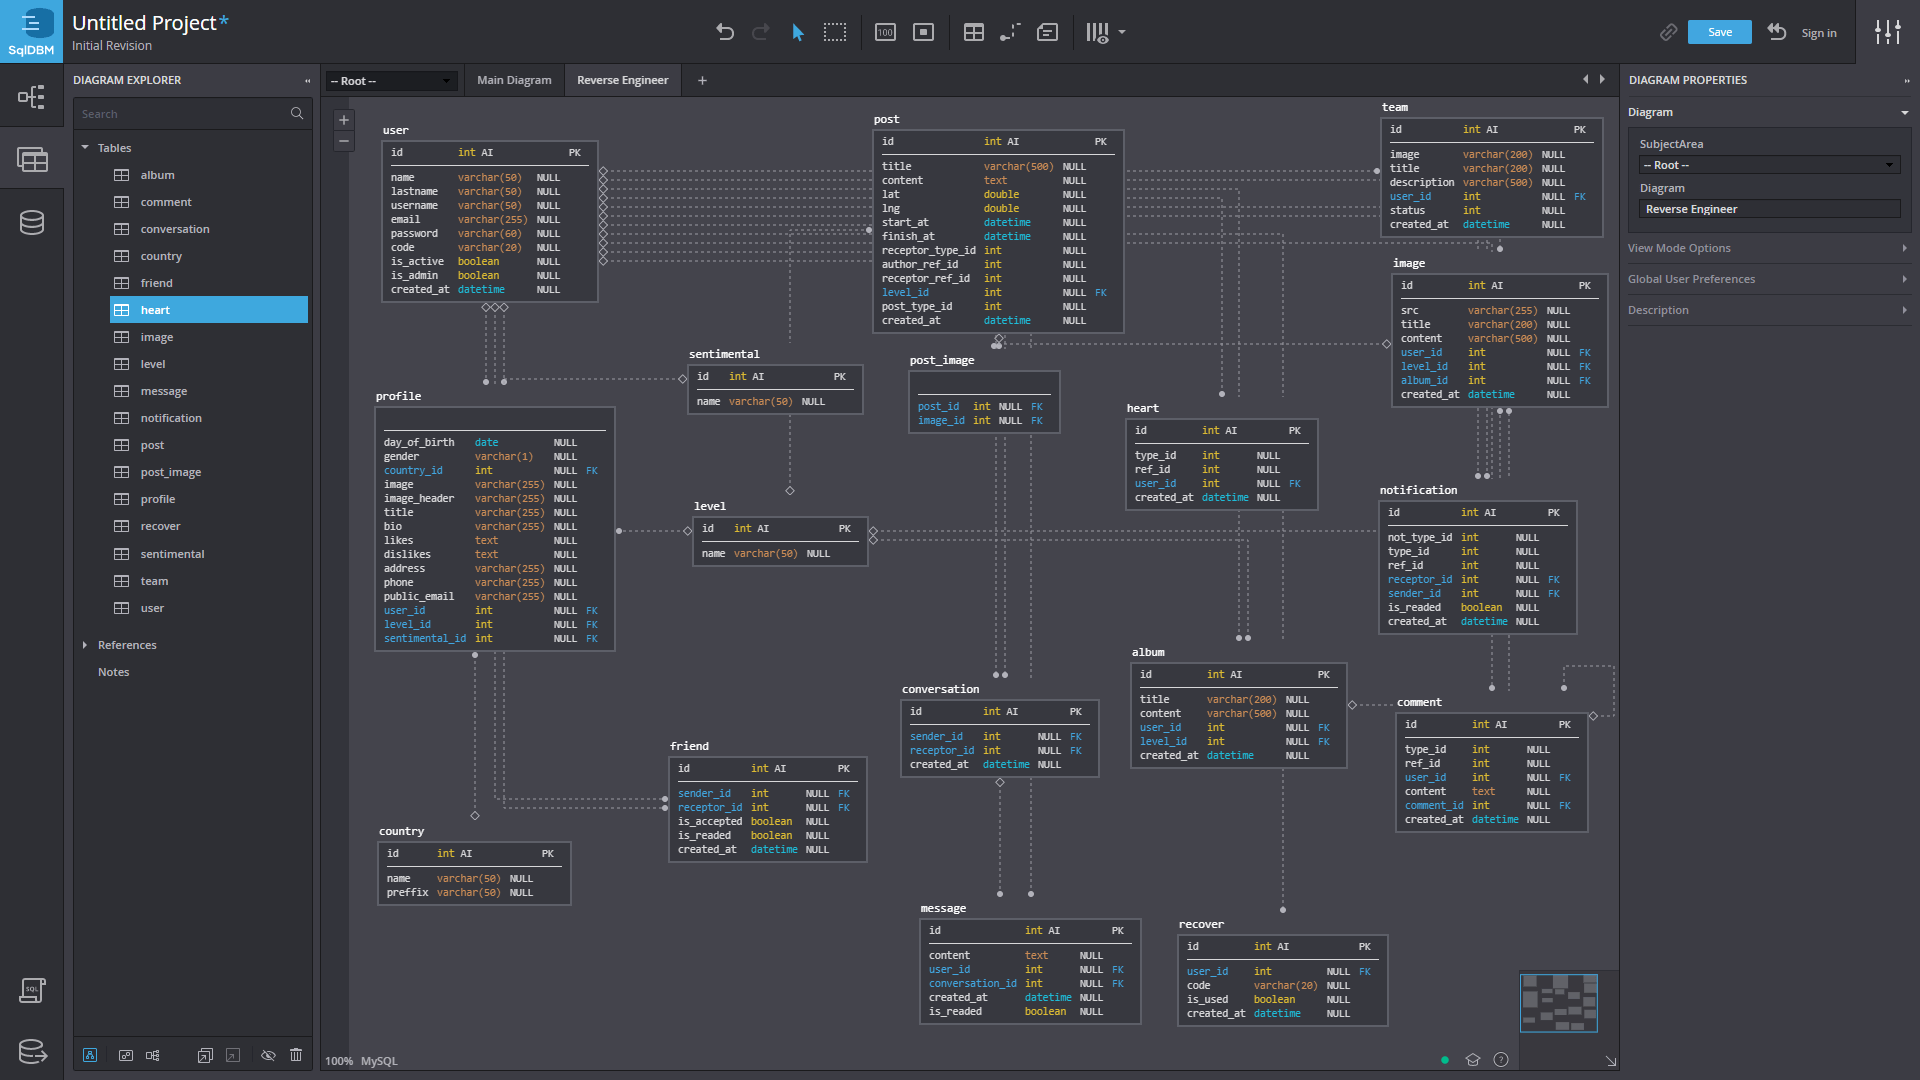 SqlDBM
Untitled Project*
Initial Revision
100
Save
Sign in
DIAGRAM EXPLORER
Search
Tables
album
comment
conversation
country
friend
heart
image
level
message
notification
post
post_image
profile
recover
sentimental
team
user
References
Notes
SQL
-- Root --
Main Diagram
Reverse Engineer
+
+
−
user
id int AI PK
name varchar(50) NULL
lastname varchar(50) NULL
username varchar(50) NULL
email varchar(255) NULL
password varchar(60) NULL
code varchar(20) NULL
is_active boolean NULL
is_admin boolean NULL
created_at datetime NULL
post
id int AI PK
title varchar(500) NULL
content text NULL
lat double NULL
lng double NULL
start_at datetime NULL
finish_at datetime NULL
receptor_type_id int NULL
author_ref_id int NULL
receptor_ref_id int NULL
level_id int NULL FK
post_type_id int NULL
created_at datetime NULL
team
id int AI PK
image varchar(200) NULL
title varchar(200) NULL
description varchar(500) NULL
user_id int NULL FK
status int NULL
created_at datetime NULL
image
id int AI PK
src varchar(255) NULL
title varchar(200) NULL
content varchar(500) NULL
user_id int NULL FK
level_id int NULL FK
album_id int NULL FK
created_at datetime NULL
sentimental
id int AI PK
name varchar(50) NULL
post_image
post_id int NULL FK
image_id int NULL FK
profile
day_of_birth date NULL
gender varchar(1) NULL
country_id int NULL FK
image varchar(255) NULL
image_header varchar(255) NULL
title varchar(255) NULL
bio varchar(255) NULL
likes text NULL
dislikes text NULL
address varchar(255) NULL
phone varchar(255) NULL
public_email varchar(255) NULL
user_id int NULL FK
level_id int NULL FK
sentimental_id int NULL FK
heart
id int AI PK
type_id int NULL
ref_id int NULL
user_id int NULL FK
created_at datetime NULL
level
id int AI PK
name varchar(50) NULL
notification
id int AI PK
not_type_id int NULL
type_id int NULL
ref_id int NULL
receptor_id int NULL FK
sender_id int NULL FK
is_readed boolean NULL
created_at datetime NULL
album
id int AI PK
title varchar(200) NULL
content varchar(500) NULL
user_id int NULL FK
level_id int NULL FK
created_at datetime NULL
conversation
id int AI PK
sender_id int NULL FK
receptor_id int NULL FK
created_at datetime NULL
comment
id int AI PK
type_id int NULL
ref_id int NULL
user_id int NULL FK
content text NULL
comment_id int NULL FK
created_at datetime NULL
friend
id int AI PK
sender_id int NULL FK
receptor_id int NULL FK
is_accepted boolean NULL
is_readed boolean NULL
created_at datetime NULL
country
id int AI PK
name varchar(50) NULL
preffix varchar(50) NULL
message
id int AI PK
content text NULL
user_id int NULL FK
conversation_id int NULL FK
created_at datetime NULL
is_readed boolean NULL
recover
id int AI PK
user_id int NULL FK
code varchar(20) NULL
is_used boolean NULL
created_at datetime NULL
100% MySQL
?
DIAGRAM PROPERTIES
Diagram
SubjectArea
-- Root --
Diagram
Reverse Engineer
View Mode Options
Global User Preferences
Description